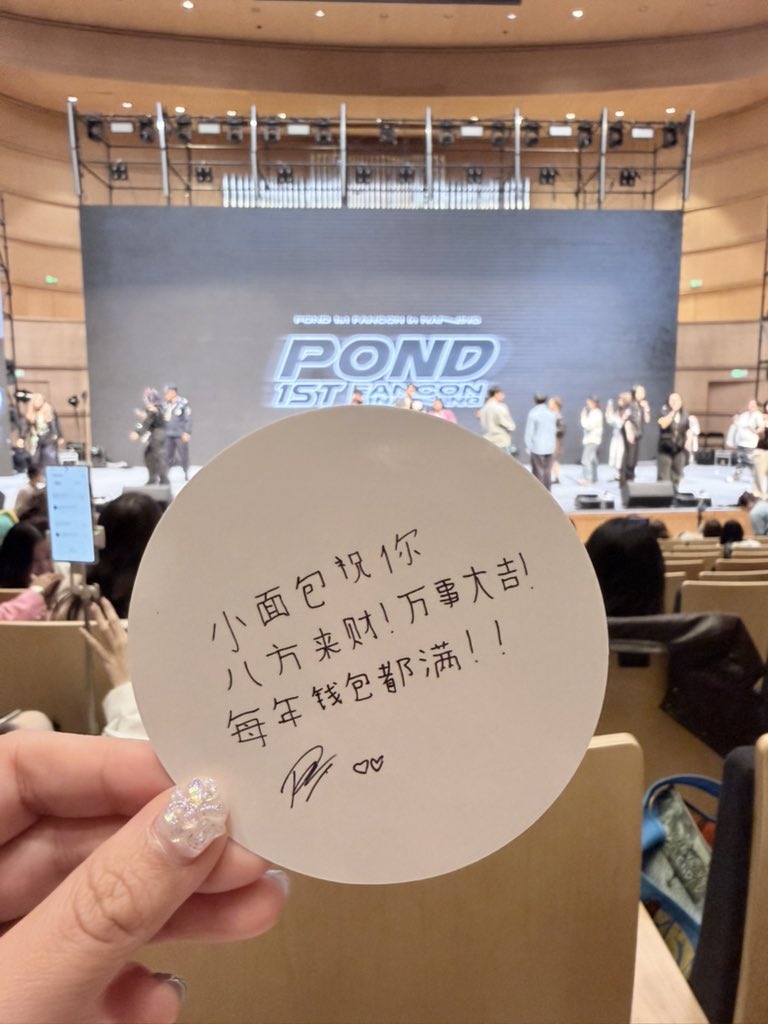 POND 1st FANCON in NANJING
POND
1ST FANCON
小面包祝你
八方来财!万事大吉!
每年钱包都满!!